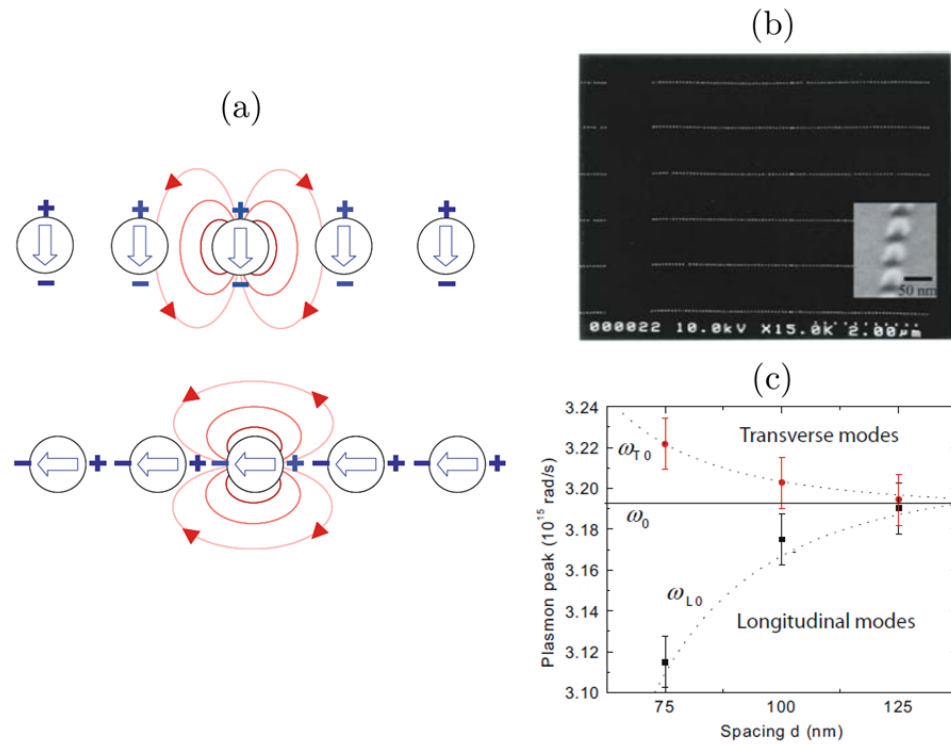 (a)
+ + + + +
− − − − −
− + − + − + − + − +
(b)
50 nm
000022 10.0kV X15.0K 2.00μm
(c)
3.24
3.22
3.20
3.18
3.16
3.14
3.12
3.10
Plasmon peak (10¹⁵ rad/s)
Transverse modes
ωT0
ω0
ωL0
Longitudinal modes
75 100 125
Spacing d (nm)